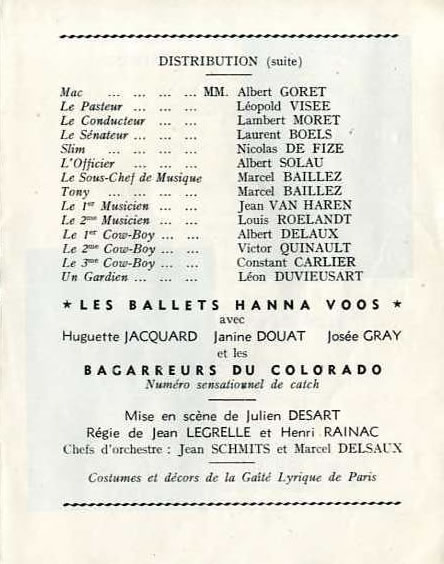 DISTRIBUTION (suite)
Mac ... ... ... ... MM. Albert GORET
Le Pasteur ... ... ... Léopold VISEE
Le Conducteur ... ... Lambert MORET
Le Sénateur ... ... ... Laurent BOELS
Slim ... ... ... ... Nicolas DE FIZE
L'Officier ... ... ... Albert SOLAU
Le Sous-Chef de Musique Marcel BAILLEZ
Tony ... ... ... ... Marcel BAILLEZ
Le 1er Musicien ... ... Jean VAN HAREN
Le 2me Musicien ... ... Louis ROELANDT
Le 1er Cow-Boy ... ... Albert DELAUX
Le 2me Cow-Boy ... ... Victor QUINAULT
Le 3me Cow-Boy ... ... Constant CARLIER
Un Gardien ... ... ... Léon DUVIEUSART
★ LES BALLETS HANNA VOOS ★
avec
Huguette JACQUARD Janine DOUAT Josée GRAY
et les
BAGARREURS DU COLORADO
Numéro sensationnel de catch
Mise en scène de Julien DESART
Régie de Jean LEGRELLE et Henri RAINAC
Chefs d'orchestre : Jean SCHMITS et Marcel DELSAUX
Costumes et décors de la Gaîté Lyrique de Paris